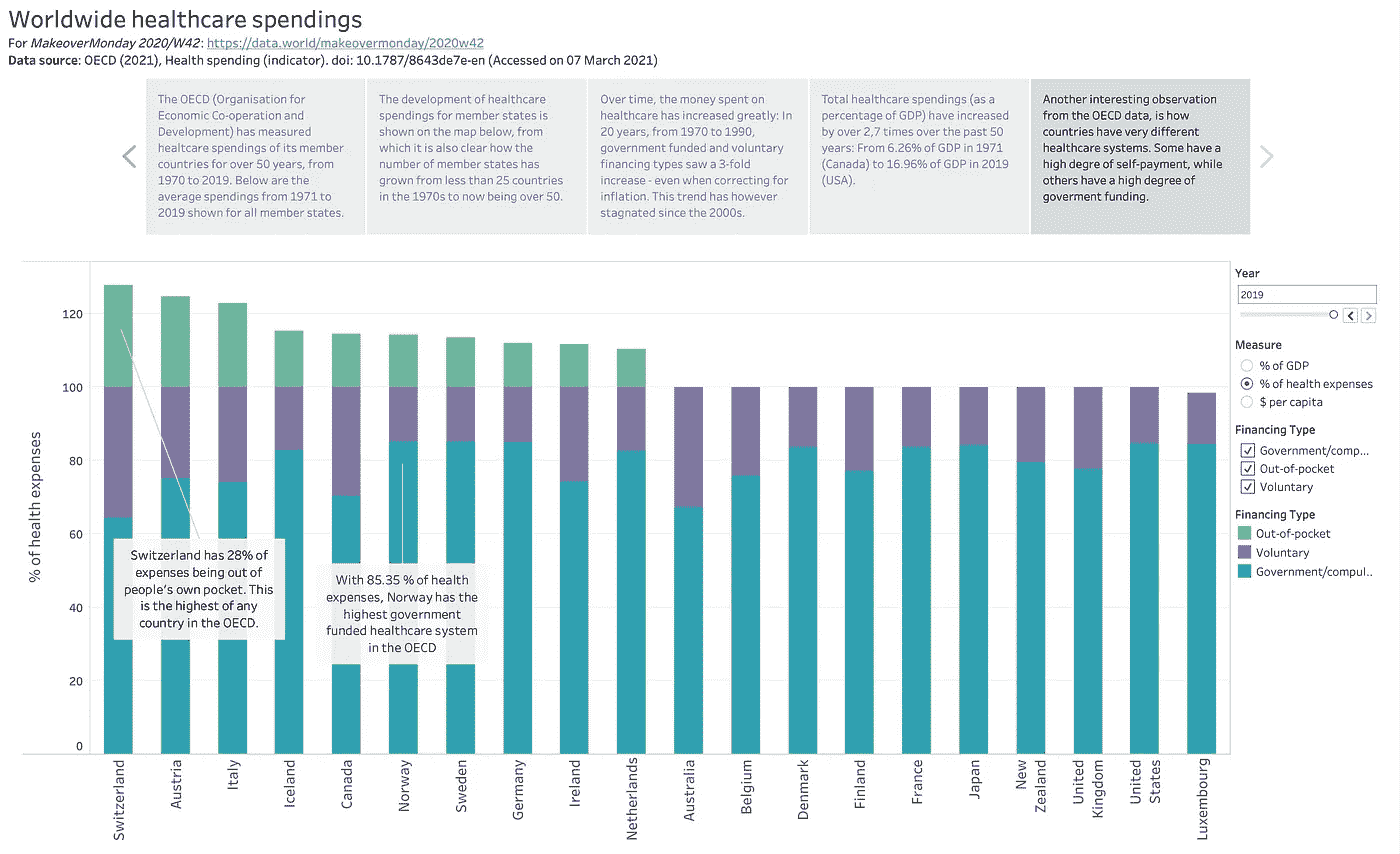 Worldwide healthcare spendings
For MakeoverMonday 2020/W42: https://data.world/makeovermonday/2020w42
Data source: OECD (2021), Health spending (indicator). doi: 10.1787/8643de7e-en (Accessed on 07 March 2021)
The OECD (Organisation for
Economic Co-operation and
Development) has measured
healtcare spendings of its member
countries for over 50 years, from
1970 to 2019. Below are the
average spendings from 1971 to
2019 shown for all member states.
The development of healthcare
spendings for member states is
shown on the map below, from
which it is also clear how the
number of member states has
grown from less than 25 countries
in the 1970s to now being over 50.
Over time, the money spent on
healthcare has increased greatly: In
20 years, from 1970 to 1990,
government funded and voluntary
financing types saw a 3-fold
increase - even when correcting for
inflation. This trend has however
stagnated since the 2000s.
Total healthcare spendings (as a
percentage of GDP) have increased
by over 2,7 times over the past 50
years: From 6.26% of GDP in 1971
(Canada) to 16.96% of GDP in 2019
(USA).
Another interesting observation
from the OECD data, is how
countries have very different
healthcare systems. Some have a
high degre of self-payment, while
others have a high degree of
goverment funding.
% of health expenses
120
100
80
60
40
20
0
Switzerland has 28% of
expenses being out of
people's own pocket. This
is the highest of any
country in the OECD.
With 85.35 % of health
expenses, Norway has the
highest government
funded healthcare system
in the OECD
Switzerland
Austria
Italy
Iceland
Canada
Norway
Sweden
Germany
Ireland
Netherlands
Australia
Belgium
Denmark
Finland
France
Japan
New
Zealand
United
Kingdom
United
States
Luxembourg
Year
2019
Measure
% of GDP
% of health expenses
$ per capita
Financing Type
Government/comp...
Out-of-pocket
Voluntary
Financing Type
Out-of-pocket
Voluntary
Government/compul..